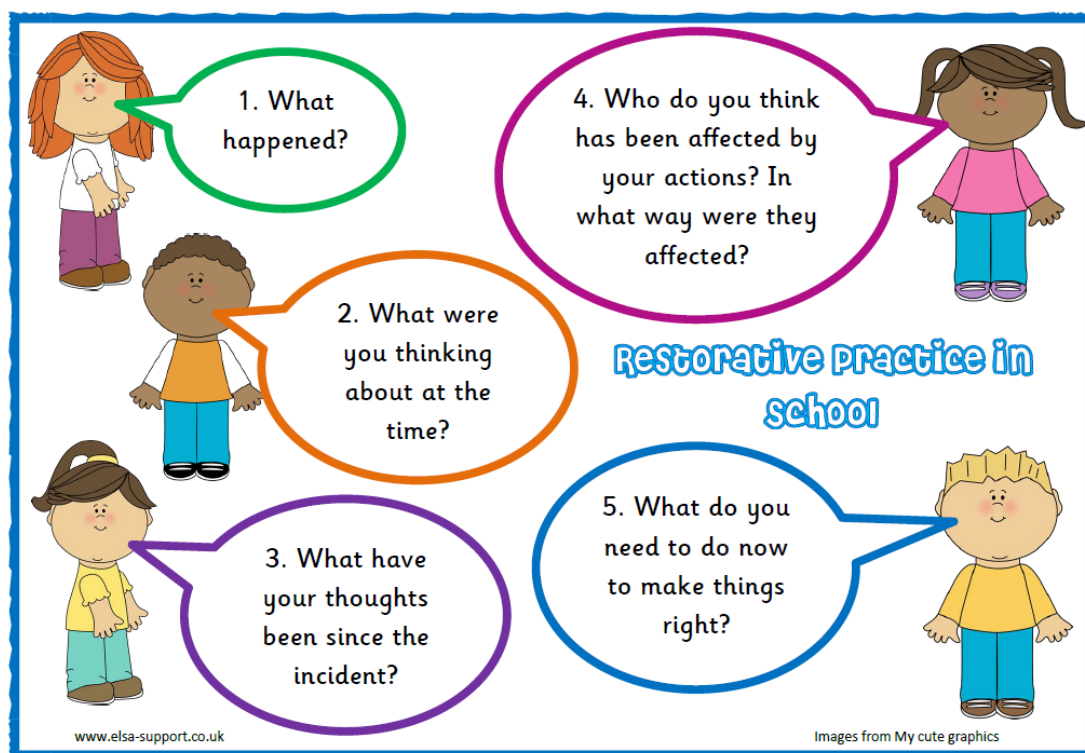 1. What
happened?
2. What were
you thinking
about at the
time?
3. What have
your thoughts
been since the
incident?
4. Who do you think
has been affected by
your actions? In
what way were they
affected?
Restorative Practice in
school
5. What do you
need to do now
to make things
right?
www.elsa-support.co.uk
Images from My cute graphics